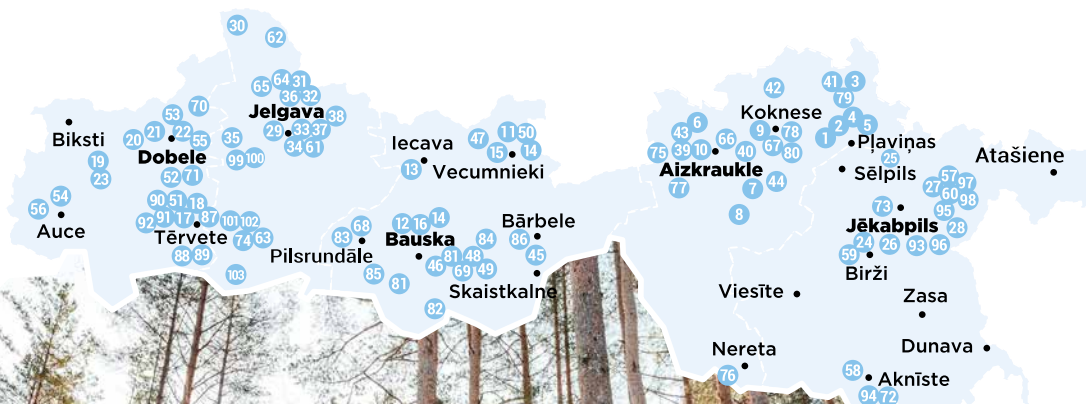 30
62
65 64 31
36 32
Jelgava 38
29 33 37
34 61
35
99 100
53 70
20 21 22 55
Dobele
52 71
Biksti
19
23
54
56
Auce
90 51 18
92 91 17 87 101 102
Tērvete 74 63
88 89
103
Iecava
13
47 11 50
15 14
Vecumnieki
68
83
Pilsrundāle
85
12 16 14
Bauska
81 48 84
46 69 49
81
82
Bārbele
86
45
Skaistkalne
42
Koknese
9 78
67 80
40
6
43 66
75 39 10
Aizkraukle
77
7 44
8
41 3
79
4
1 2 5
Pļaviņas
25
Sēlpils
Atašiene
57
27 97
60 98
95
73 28
Jēkabpils
24 26 93 96
59
Birži
Viesīte
Zasa
Dunava
Nereta
76
58
Aknīste
94 72